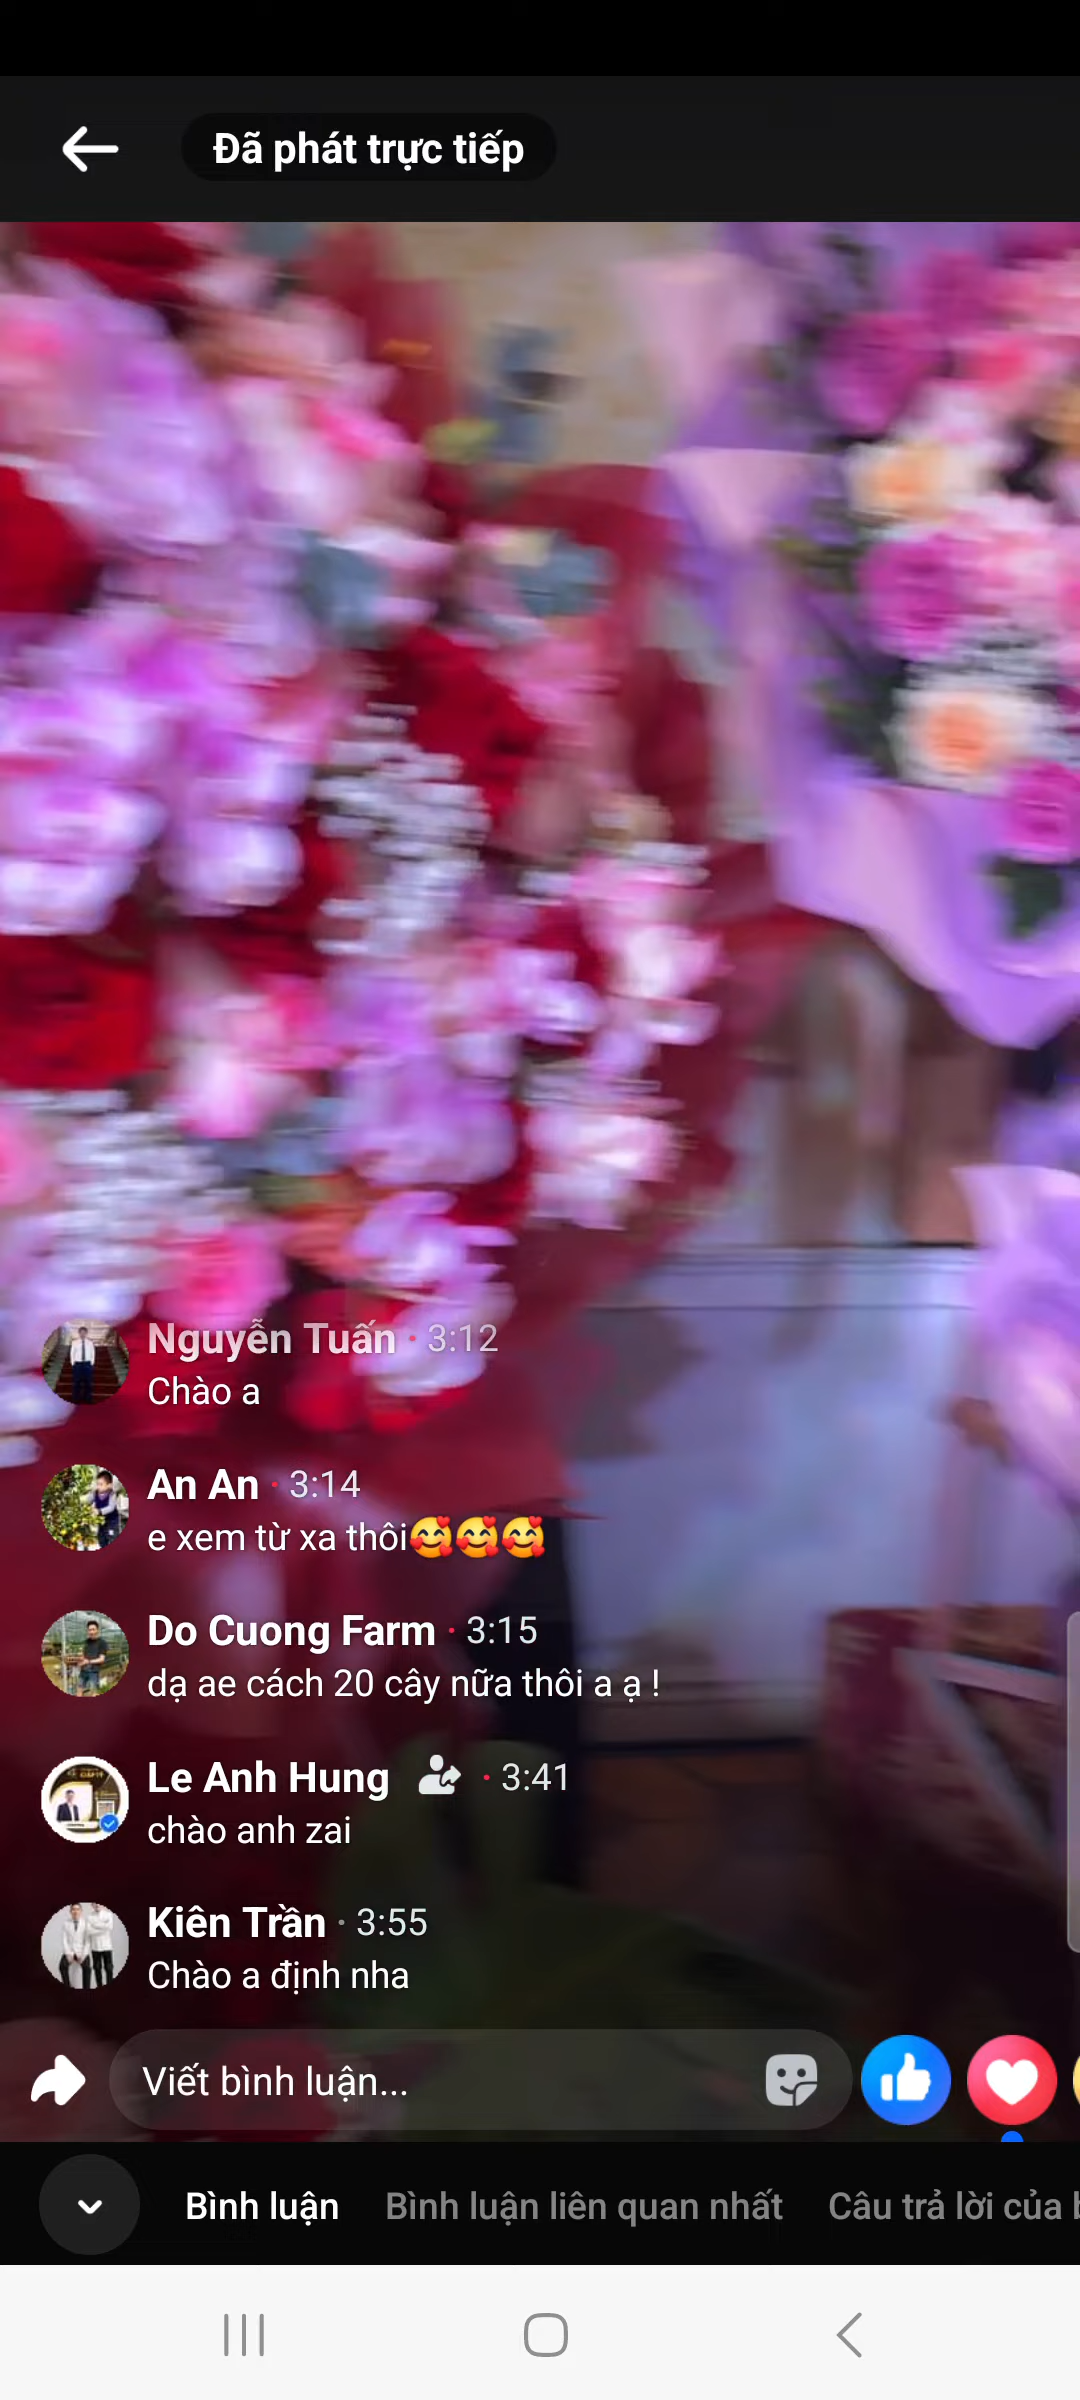 Đã phát trực tiếp
Nguyễn Tuấn · 3:12
Chào a
An An · 3:14
e xem từ xa thôi🥰🥰🥰
Do Cuong Farm · 3:15
dạ ae cách 20 cây nữa thôi a ạ !
Le Anh Hung · 3:41
chào anh zai
Kiên Trần · 3:55
Chào a định nha
Viết bình luận...
Bình luận Bình luận liên quan nhất Câu trả lời của